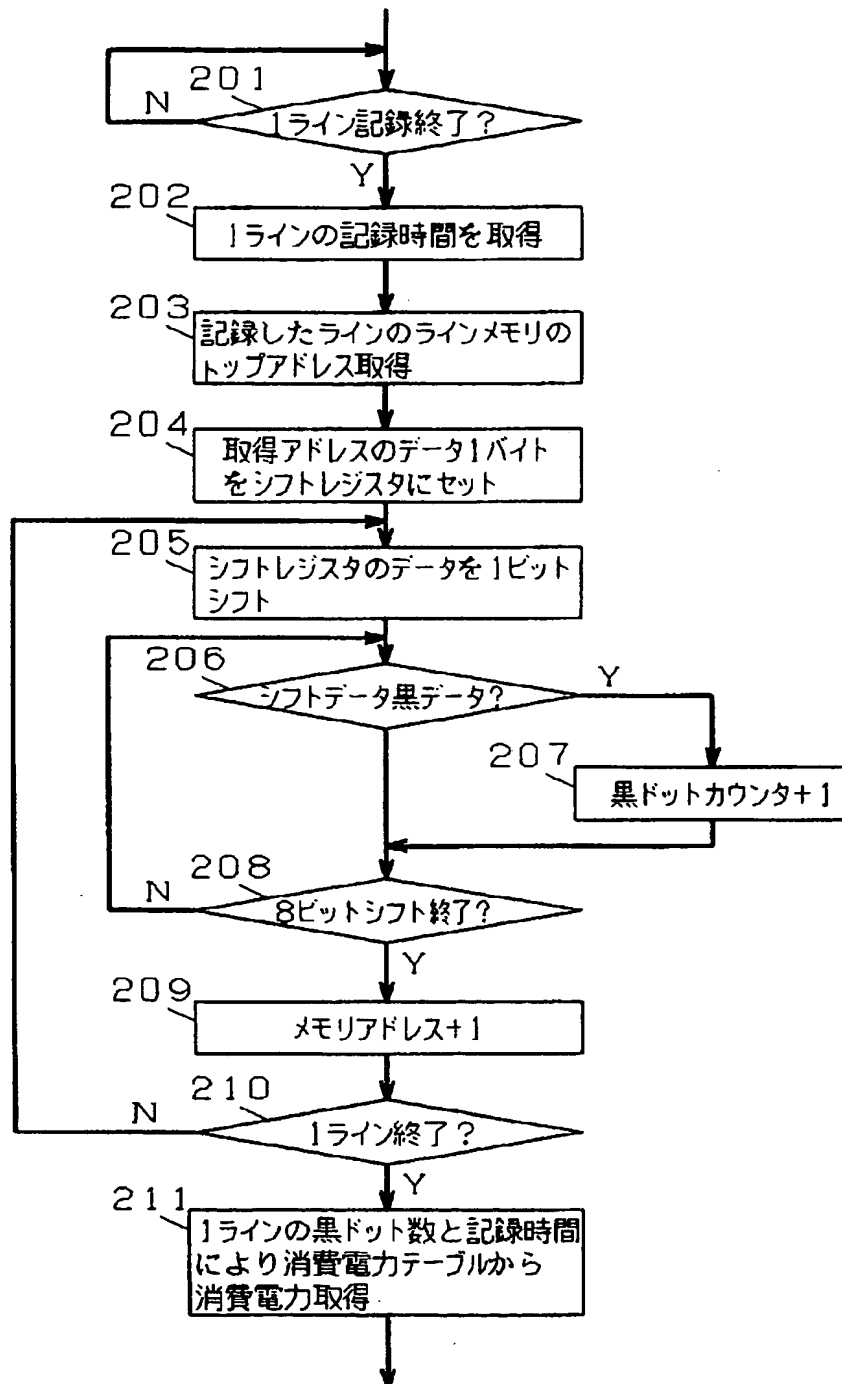 201
N
1ライン記録終了?
Y
202
1ラインの記録時間を取得
203
記録したラインのラインメモリの
トップアドレス取得
204
取得アドレスのデータ1バイト
をシフトレジスタにセット
205
シフトレジスタのデータを1ビット
シフト
206
シフトデータ黒データ?
Y
207
黒ドットカウンタ+1
208
N
8ビットシフト終了?
Y
209
メモリアドレス+1
210
N
1ライン終了?
Y
211
1ラインの黒ドット数と記録時間
により消費電力テーブルから
消費電力取得